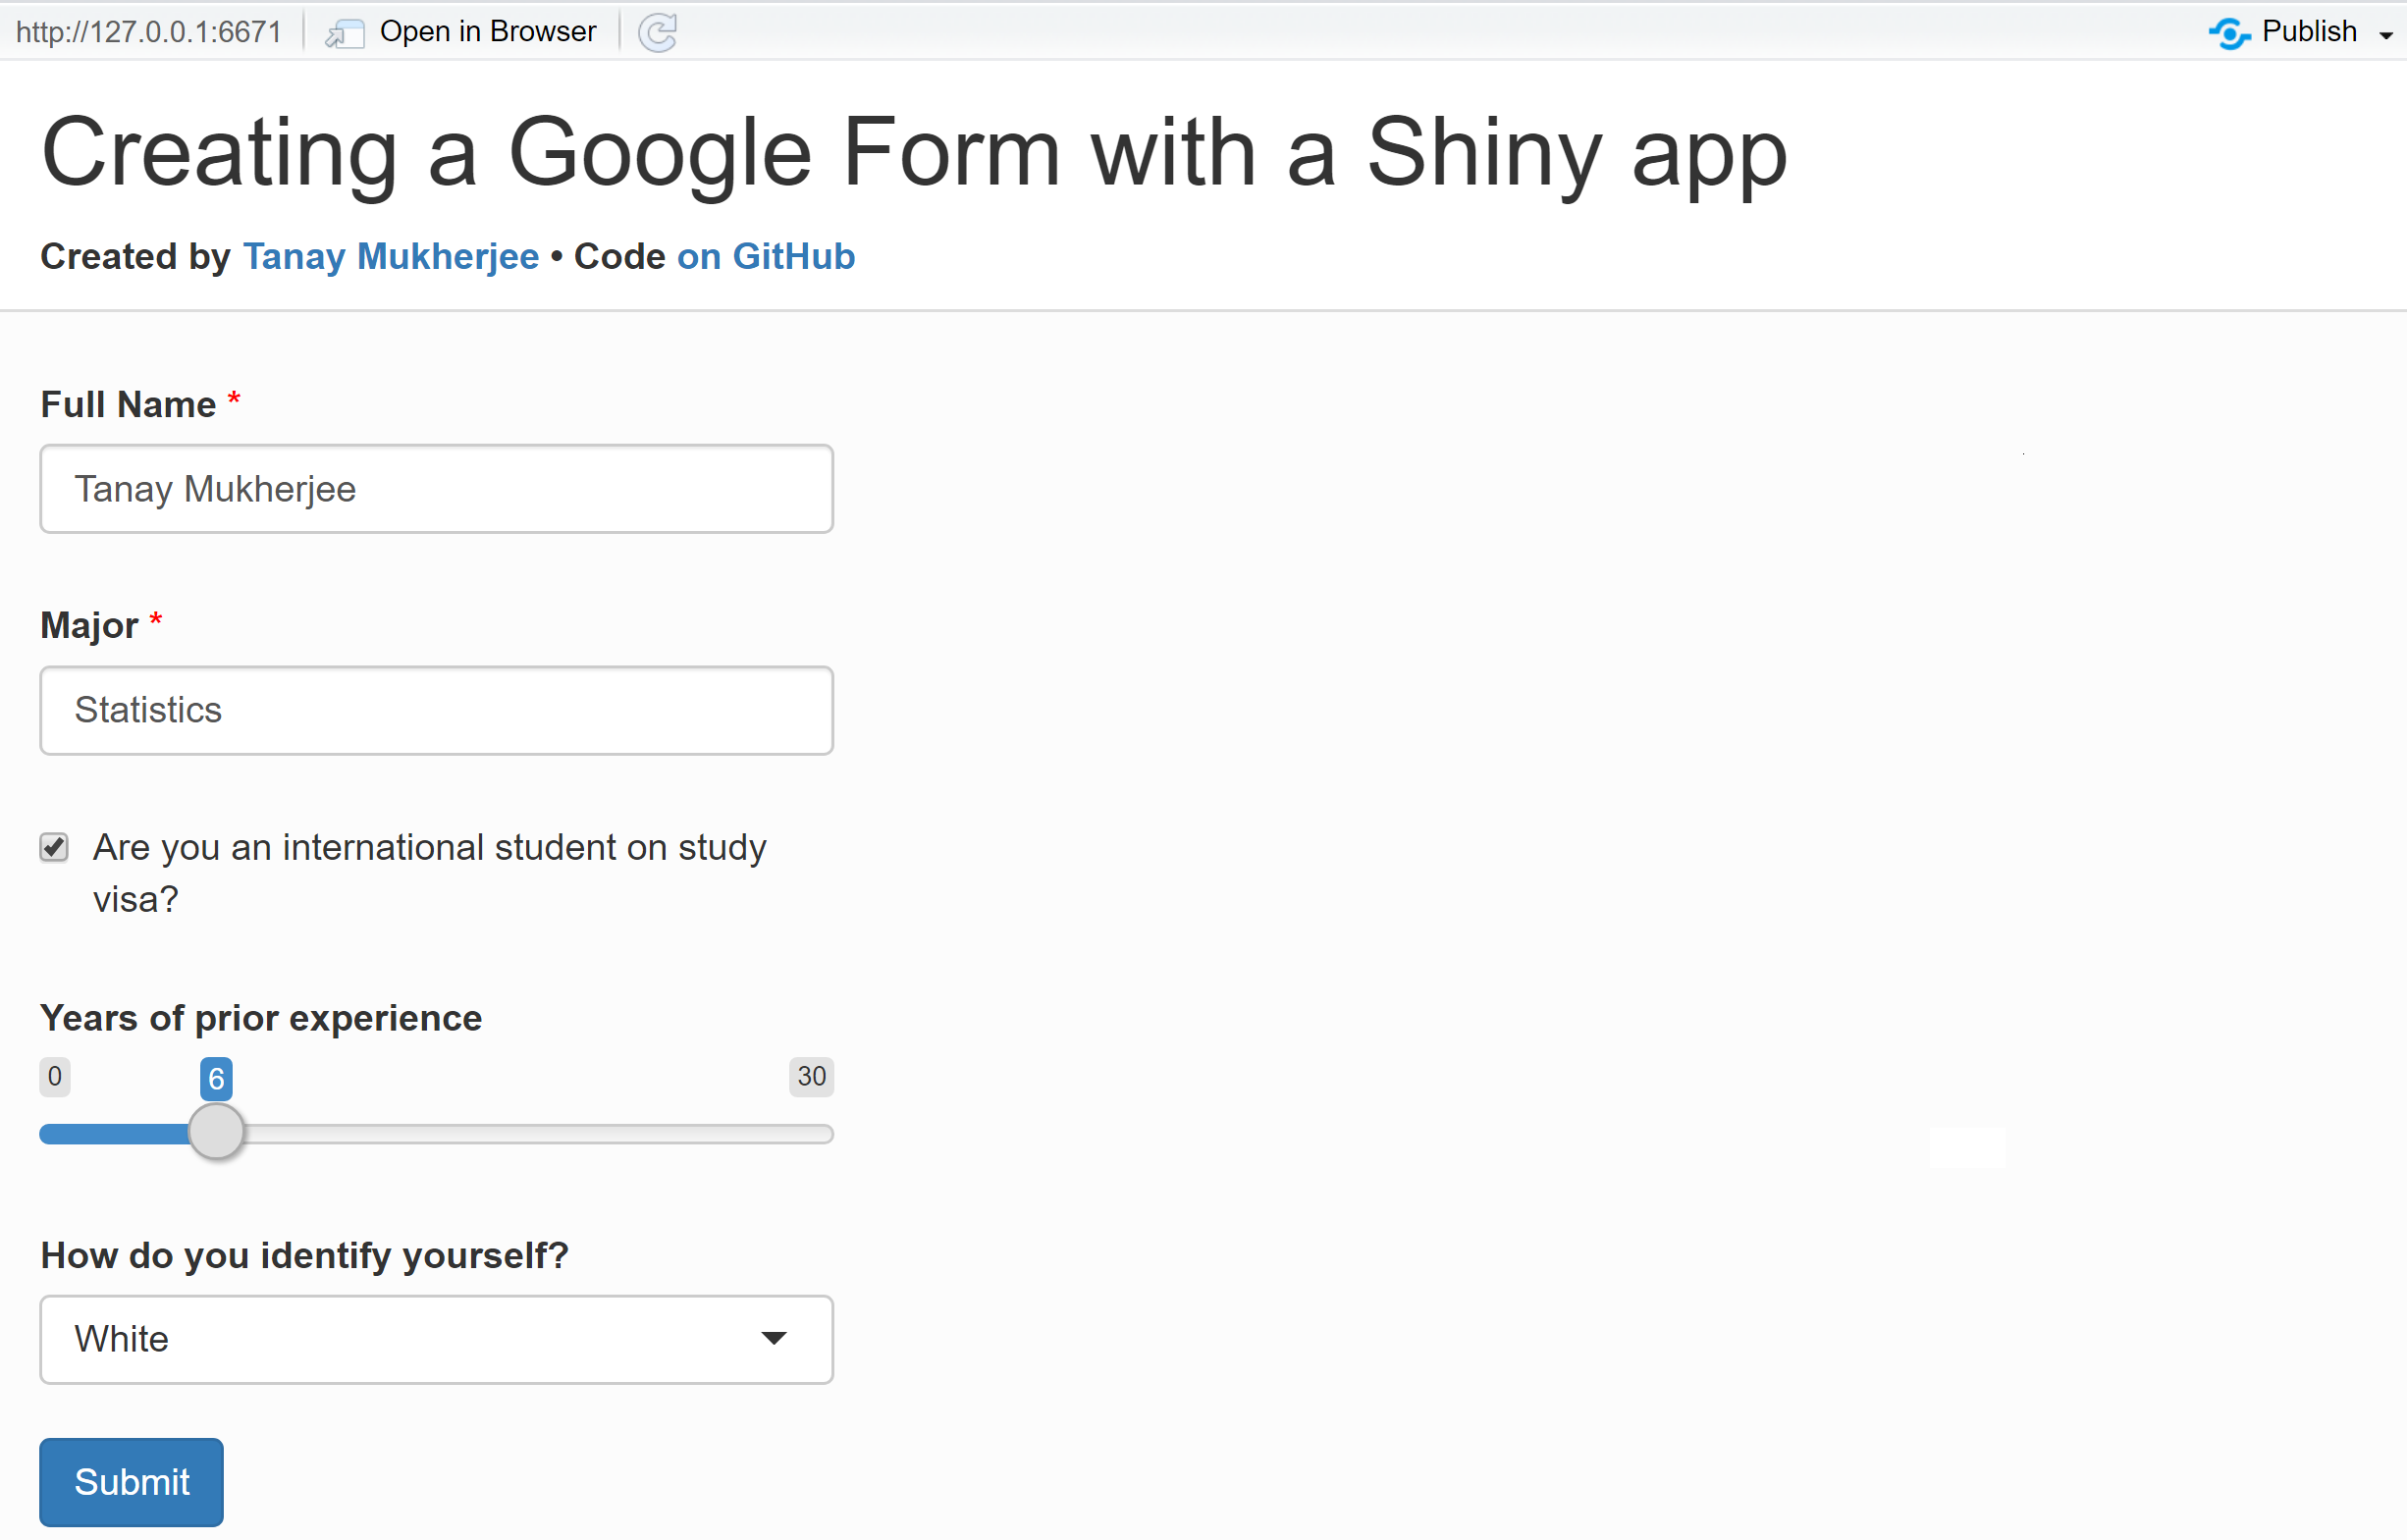 http://127.0.0.1:6671 Open in Browser Publish
Creating a Google Form with a Shiny app
Created by Tanay Mukherjee • Code on GitHub
Full Name *
Tanay Mukherjee
Major *
Statistics
Are you an international student on study
visa?
Years of prior experience
0 6 30
How do you identify yourself?
White
Submit